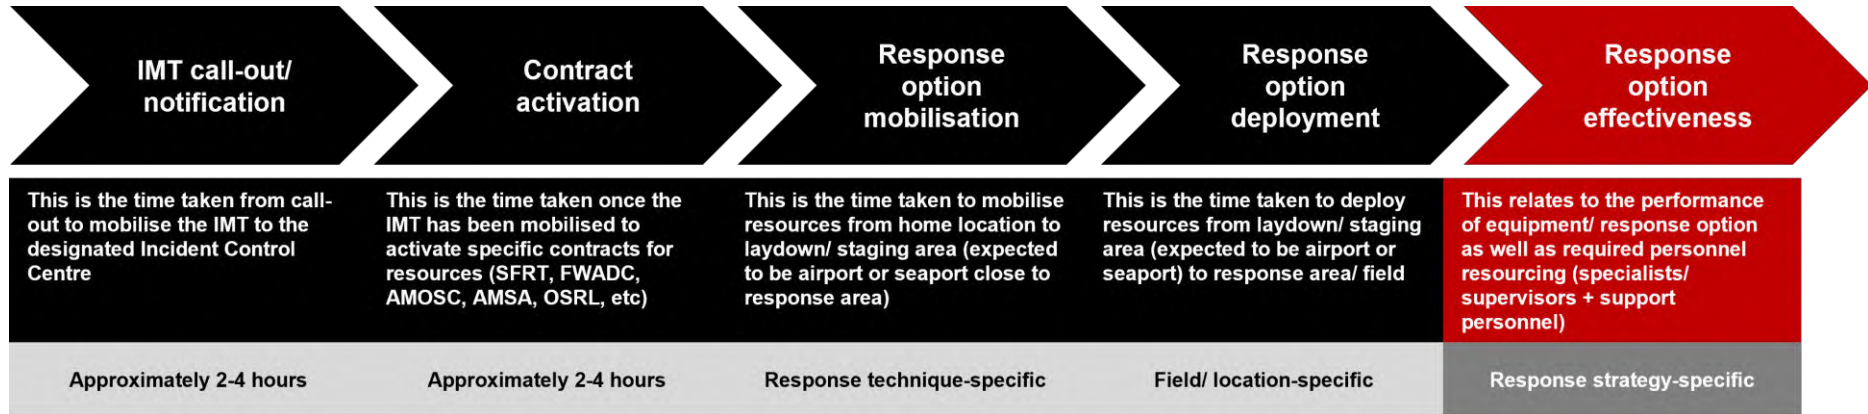 IMT call-out/
notification
Contract
activation
Response
option
mobilisation
Response
option
deployment
Response
option
effectiveness
This is the time taken from call-
out to mobilise the IMT to the
designated Incident Control
Centre
This is the time taken once the
IMT has been mobilised to
activate specific contracts for
resources (SFRT, FWADC,
AMOSC, AMSA, OSRL, etc)
This is the time taken to mobilise
resources from home location to
laydown/ staging area (expected
to be airport or seaport close to
response area)
This is the time taken to deploy
resources from laydown/ staging
area (expected to be airport or
seaport) to response area/ field
This relates to the performance
of equipment/ response option
as well as required personnel
resourcing (specialists/
supervisors + support
personnel)
Approximately 2-4 hours
Approximately 2-4 hours
Response technique-specific
Field/ location-specific
Response strategy-specific